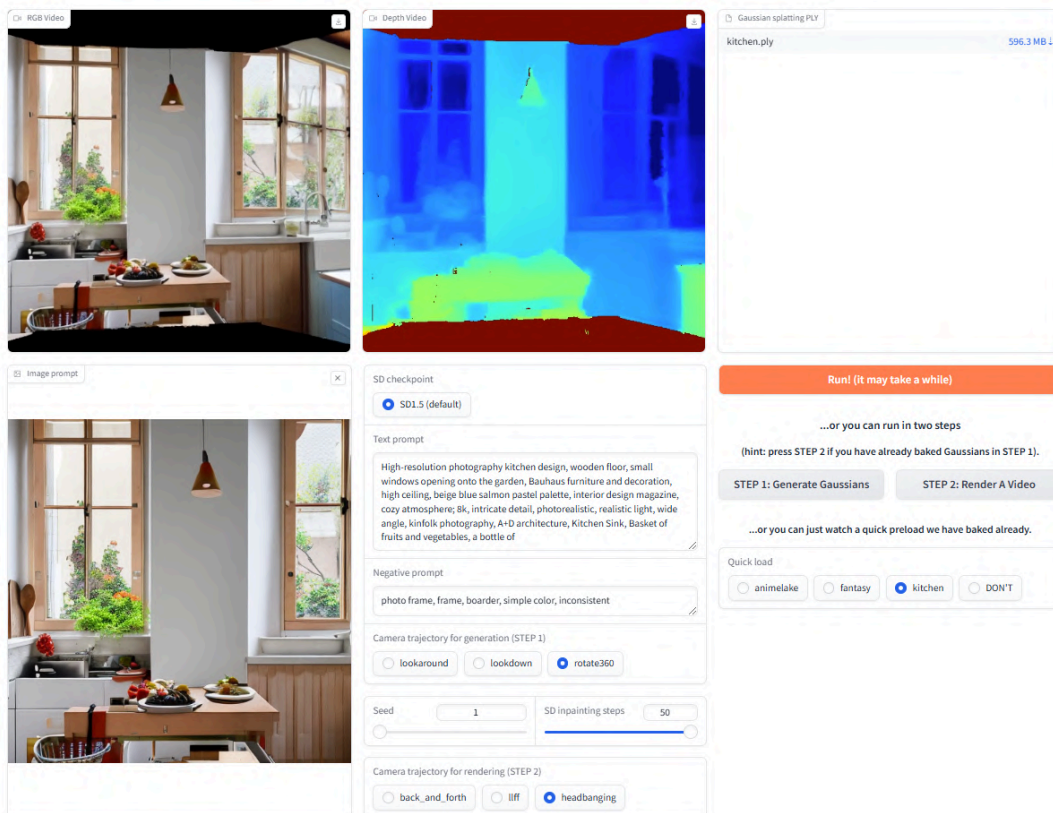 RGB Video
Depth Video
Gaussian splatting PLY
kitchen.ply
596.3 MB ↓
Image prompt
SD checkpoint
SD1.5 (default)
Text prompt
High-resolution photography kitchen design, wooden floor, small
windows opening onto the garden, Bauhaus furniture and decoration,
high ceiling, beige blue salmon pastel palette, interior design magazine,
cozy atmosphere; 8k, intricate detail, photorealistic, realistic light, wide
angle, kinfolk photography, A+D architecture, Kitchen Sink, Basket of
fruits and vegetables, a bottle of
Negative prompt
photo frame, frame, boarder, simple color, inconsistent
Camera trajectory for generation (STEP 1)
lookaround
lookdown
rotate360
Seed
1
SD inpainting steps
50
Camera trajectory for rendering (STEP 2)
back_and_forth
llff
headbanging
Run! (it may take a while)
...or you can run in two steps
(hint: press STEP 2 if you have already baked Gaussians in STEP 1).
STEP 1: Generate Gaussians
STEP 2: Render A Video
...or you can just watch a quick preload we have baked already.
Quick load
animelake
fantasy
kitchen
DON'T